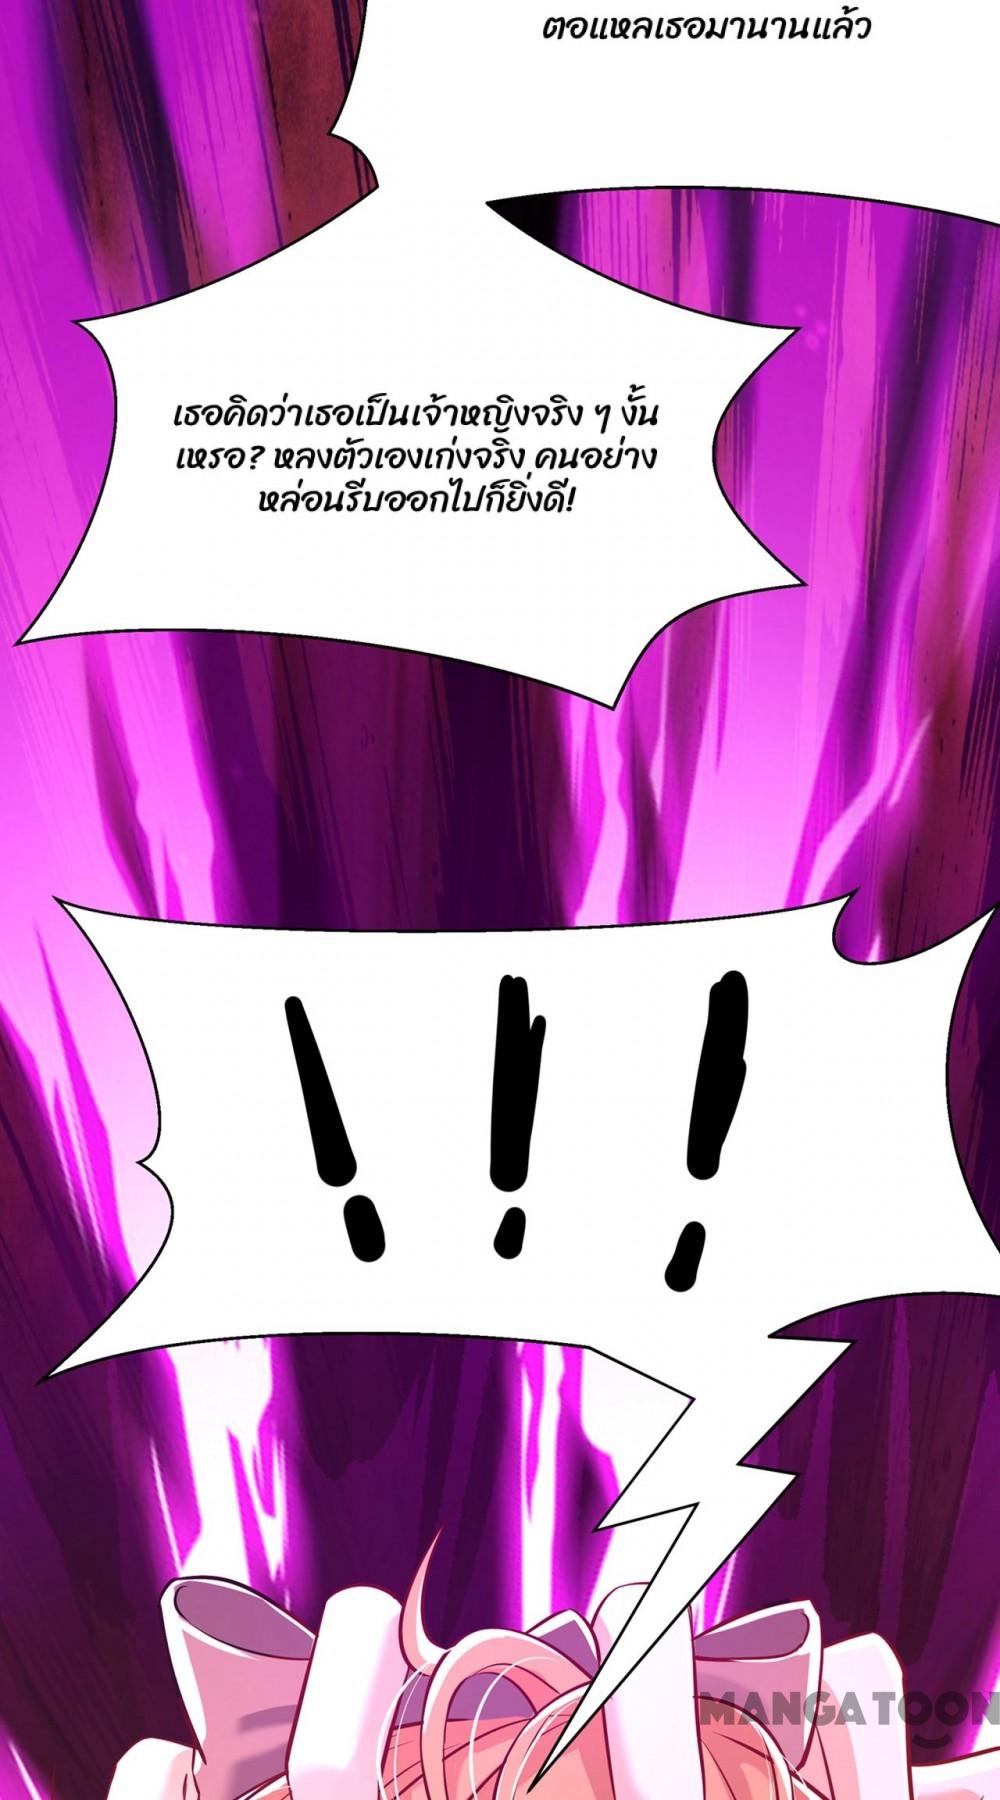 ตอแหลเธอมานานแล้ว
เธอคิดว่าเธอเป็นเจ้าหญิงจริง ๆ งั้น
เหรอ? หลงตัวเองเก่งจริง คนอย่าง
หล่อนรีบออกไปก็ยิ่งดี!
! ! !
MANGATOON